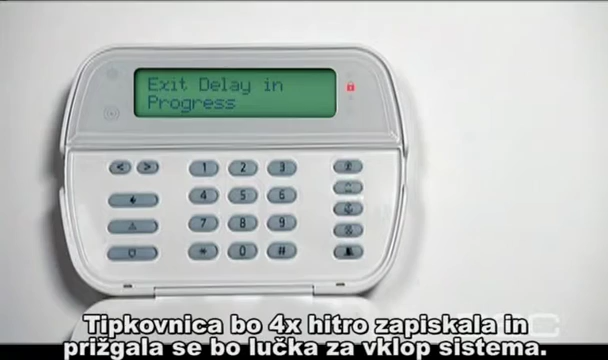 Exit Delay in
Progress
< >
1 2 3
4 5 6
7 8 9
* 0 #
Tipkovnica bo 4x hitro zapiskala in
prižgala se bo lučka za vklop sistema.